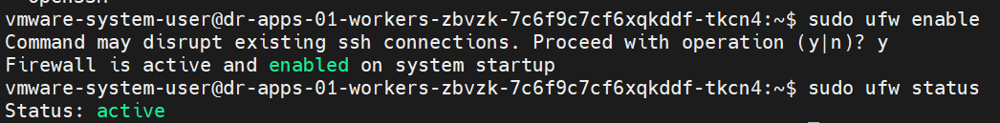 openssh
vmware-system-user@dr-apps-01-workers-zbvzk-7c6f9c7cf6xqkddf-tkcn4:~$ sudo ufw enable
Command may disrupt existing ssh connections. Proceed with operation (y|n)? y
Firewall is active and enabled on system startup
vmware-system-user@dr-apps-01-workers-zbvzk-7c6f9c7cf6xqkddf-tkcn4:~$ sudo ufw status
Status: active